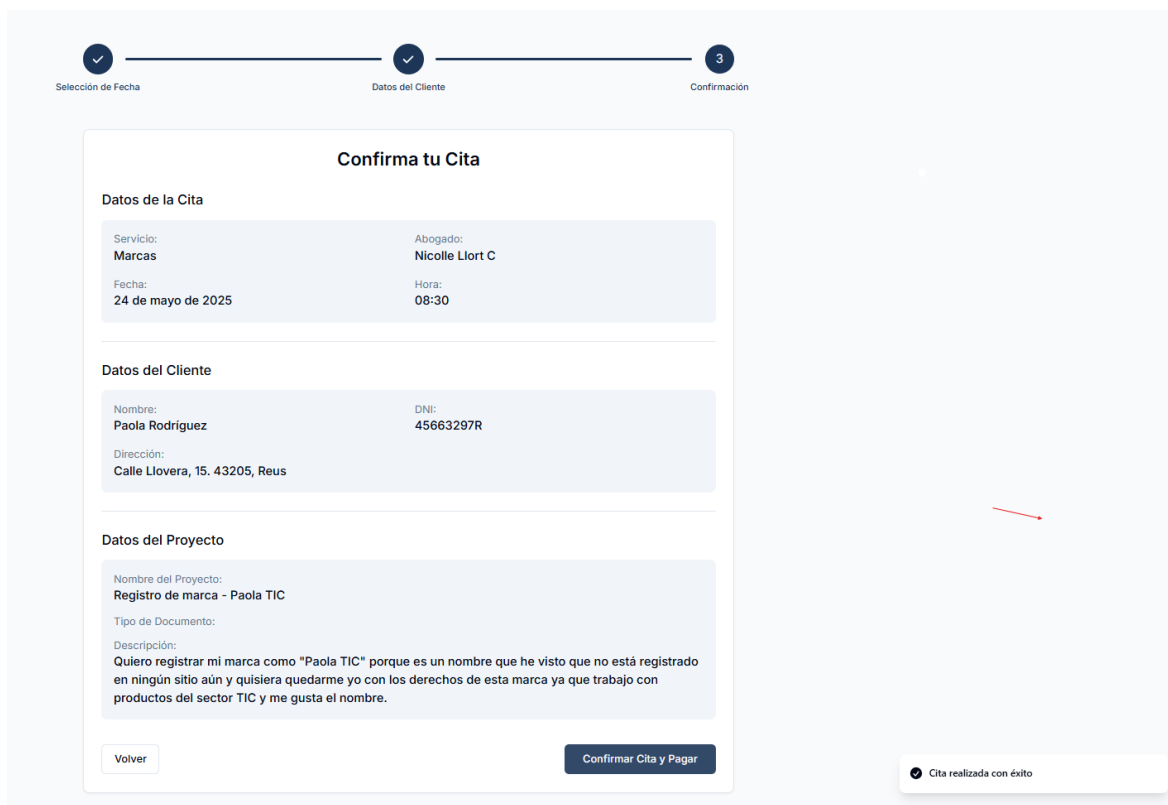 3
Selección de Fecha
Datos del Cliente
Confirmación
Confirma tu Cita
Datos de la Cita
Servicio:
Marcas
Abogado:
Nicolle Llort C
Fecha:
24 de mayo de 2025
Hora:
08:30
Datos del Cliente
Nombre:
Paola Rodríguez
DNI:
45663297R
Dirección:
Calle Llovera, 15. 43205, Reus
Datos del Proyecto
Nombre del Proyecto:
Registro de marca - Paola TIC
Tipo de Documento:
Descripción:
Quiero registrar mi marca como "Paola TIC" porque es un nombre que he visto que no está registrado
en ningún sitio aún y quisiera quedarme yo con los derechos de esta marca ya que trabajo con
productos del sector TIC y me gusta el nombre.
Volver
Confirmar Cita y Pagar
Cita realizada con éxito